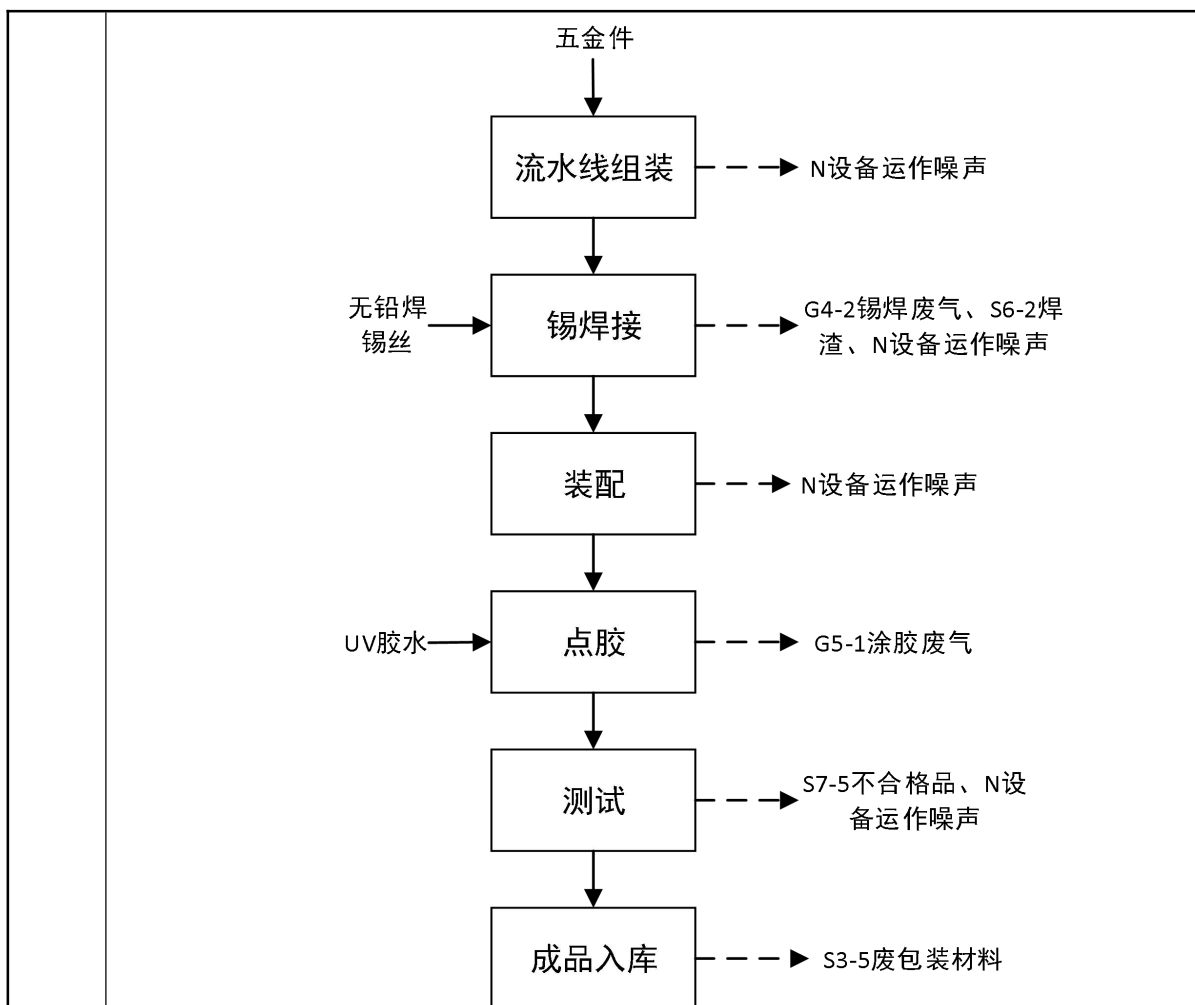 五金件
流水线组装
N设备运作噪声
无铅焊
锡丝
锡焊接
G4-2锡焊废气、S6-2焊
渣、N设备运作噪声
装配
N设备运作噪声
UV胶水
点胶
G5-1涂胶废气
测试
S7-5不合格品、N设
备运作噪声
成品入库
S3-5废包装材料